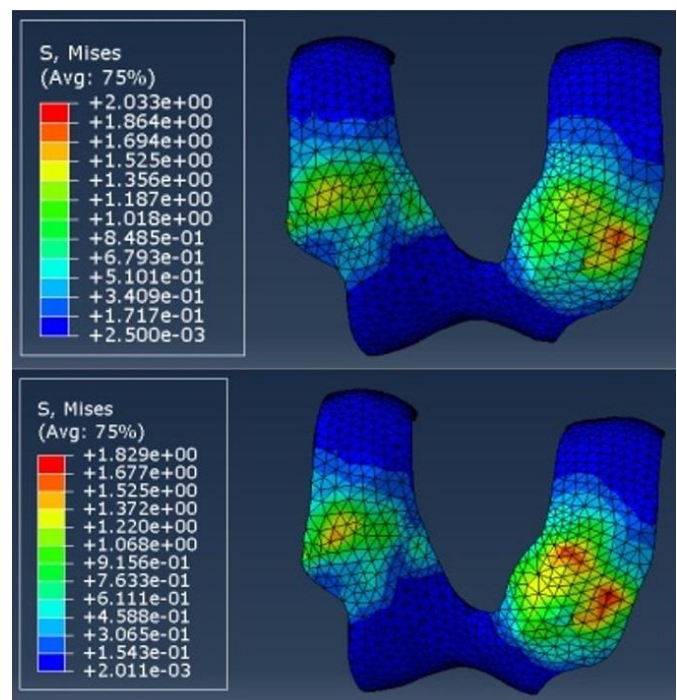 S, Mises
(Avg: 75%)
+2.033e+00
+1.864e+00
+1.694e+00
+1.525e+00
+1.356e+00
+1.187e+00
+1.018e+00
+8.485e-01
+6.793e-01
+5.101e-01
+3.409e-01
+1.717e-01
+2.500e-03
S, Mises
(Avg: 75%)
+1.829e+00
+1.677e+00
+1.525e+00
+1.372e+00
+1.220e+00
+1.068e+00
+9.156e-01
+7.633e-01
+6.111e-01
+4.588e-01
+3.065e-01
+1.543e-01
+2.011e-03